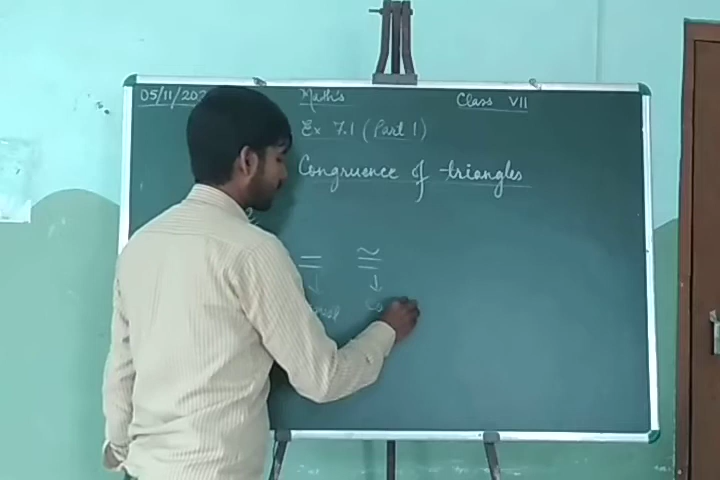 05/11/202 Maths Class VII
Ex 7.1 (Part 1)
Congruence of triangles
= ≅
↓ ↓